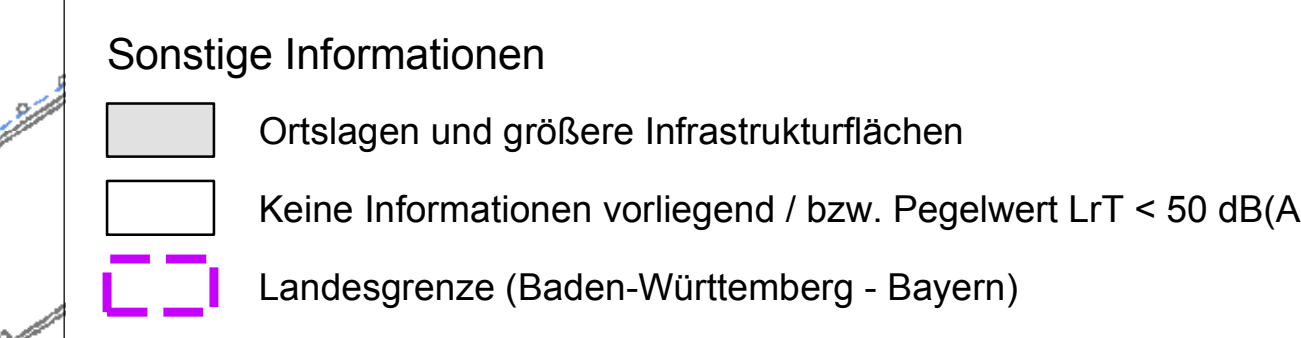 Sonstige Informationen
Ortslagen und größere Infrastrukturflächen
Keine Informationen vorliegend / bzw. Pegelwert LrT < 50 dB(A
Landesgrenze (Baden-Württemberg - Bayern)